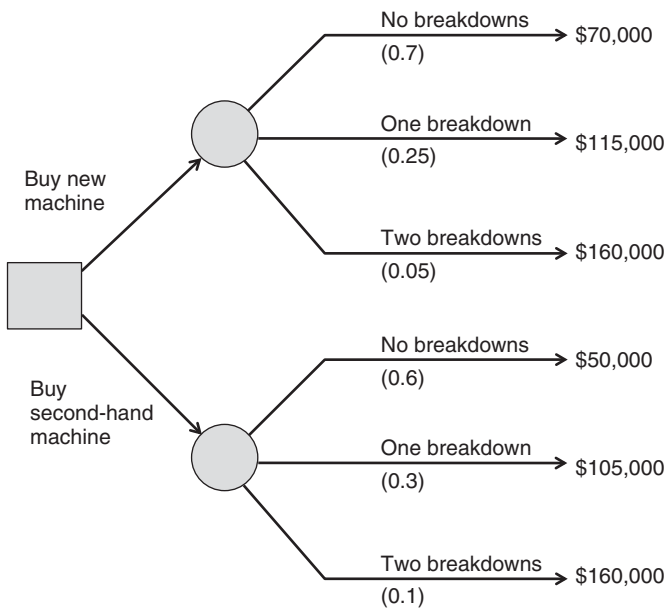 No breakdowns
(0.7)
$70,000
One breakdown
(0.25)
$115,000
Buy new
machine
Two breakdowns
(0.05)
$160,000
No breakdowns
(0.6)
$50,000
Buy
second-hand
machine
One breakdown
(0.3)
$105,000
Two breakdowns
(0.1)
$160,000